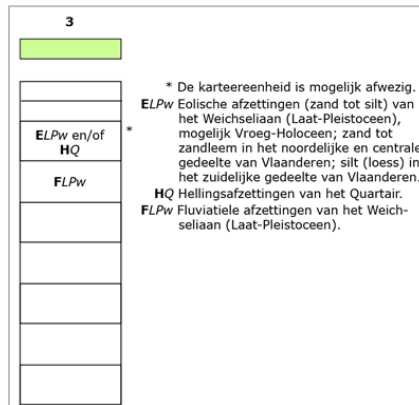 3
* De karteereenheid is mogelijk afwezig.
ELPw en/of
HQ
*
FLPw
ELPw Eolische afzettingen (zand tot silt) van
het Weichseliaan (Laat-Pleistoceen),
mogelijk Vroeg-Holoceen; zand tot
zandleem in het noordelijke en centrale
gedeelte van Vlaanderen; silt (loess) in
het zuidelijke gedeelte van Vlaanderen.
HQ Hellingsafzettingen van het Quartair.
FLPw Fluviatiele afzettingen van het Weich-
seliaan (Laat-Pleistoceen).